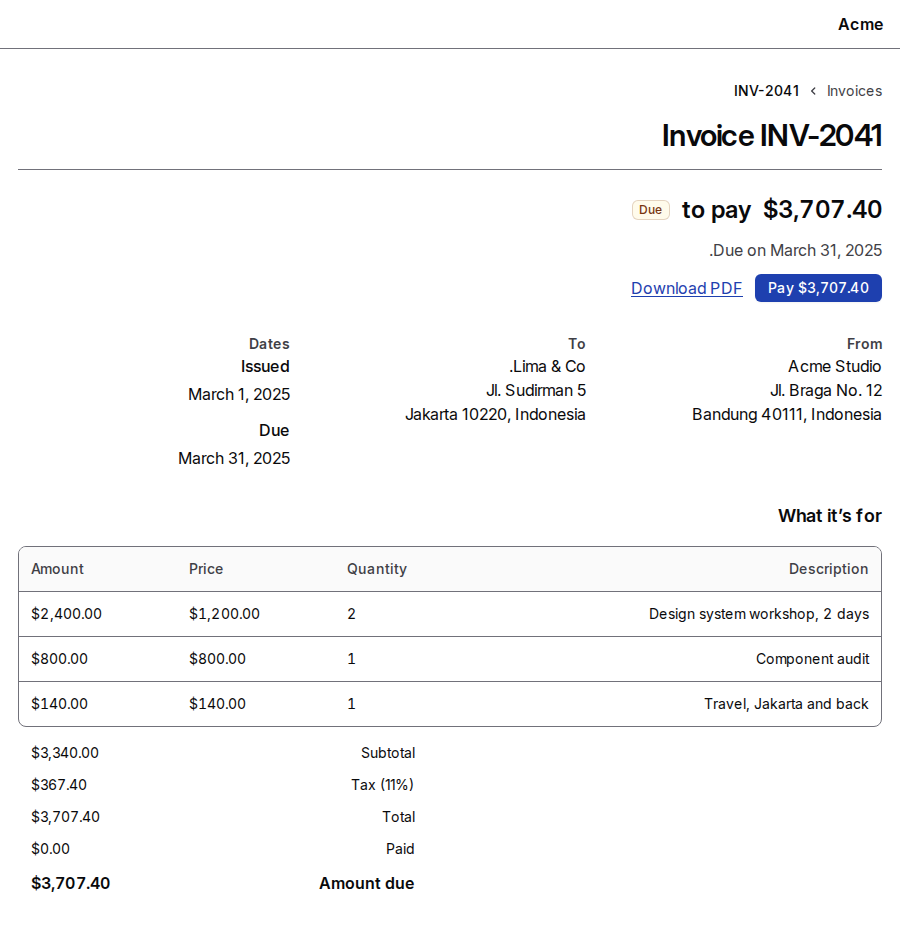 Acme
Invoices › INV-2041
Invoice INV-2041
$3,707.40 to pay Due
Due on March 31, 2025.
Pay $3,707.40 Download PDF
From
Acme Studio
Jl. Braga No. 12
Bandung 40111, Indonesia
To
Lima & Co.
Jl. Sudirman 5
Jakarta 10220, Indonesia
Dates
Issued
March 1, 2025
Due
March 31, 2025
What it’s for
Description Quantity Price Amount
Design system workshop, 2 days 2 $1,200.00 $2,400.00
Component audit 1 $800.00 $800.00
Travel, Jakarta and back 1 $140.00 $140.00
Subtotal $3,340.00
Tax (11%) $367.40
Total $3,707.40
Paid $0.00
Amount due $3,707.40